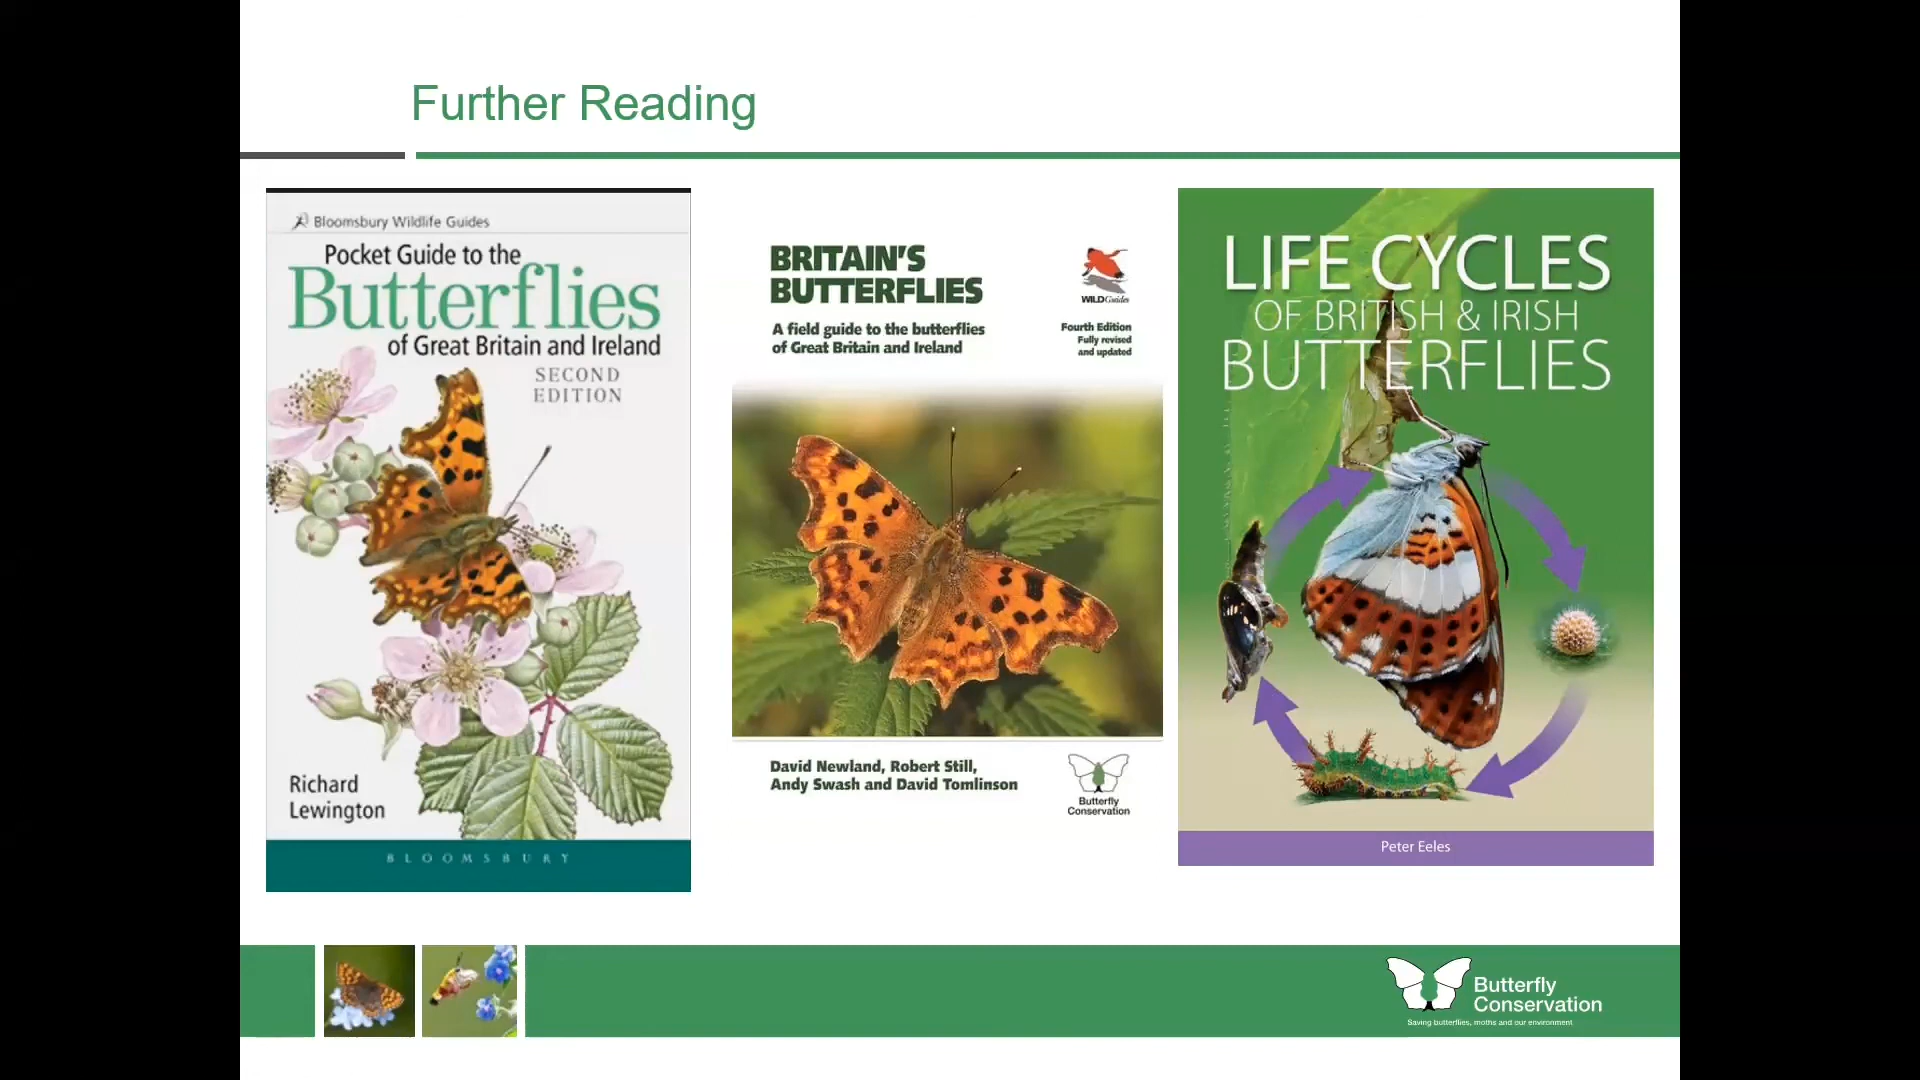 Further Reading
Bloomsbury Wildlife Guides
Pocket Guide to the
Butterflies
of Great Britain and Ireland
SECOND
EDITION
Richard
Lewington
BLOOMSBURY
BRITAIN'S
BUTTERFLIES
A field guide to the butterflies
of Great Britain and Ireland
WILDGuides
Fourth Edition
Fully revised
and updated
David Newland, Robert Still,
Andy Swash and David Tomlinson
Butterfly
Conservation
LIFE CYCLES
OF BRITISH & IRISH
BUTTERFLIES
Peter Eeles
Butterfly
Conservation
Saving butterflies, moths and our environment